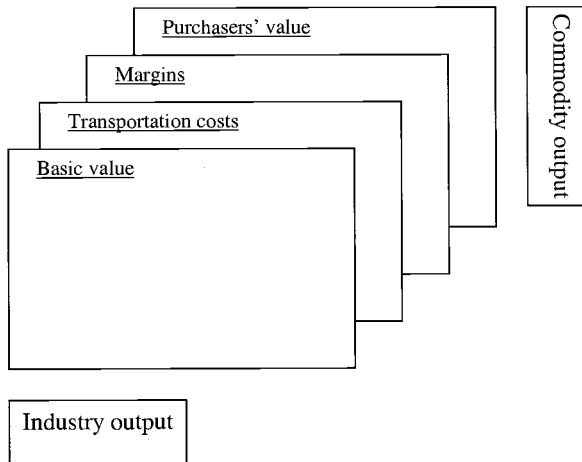 Purchasers' value
Margins
Transportation costs
Basic value
Commodity output
Industry output